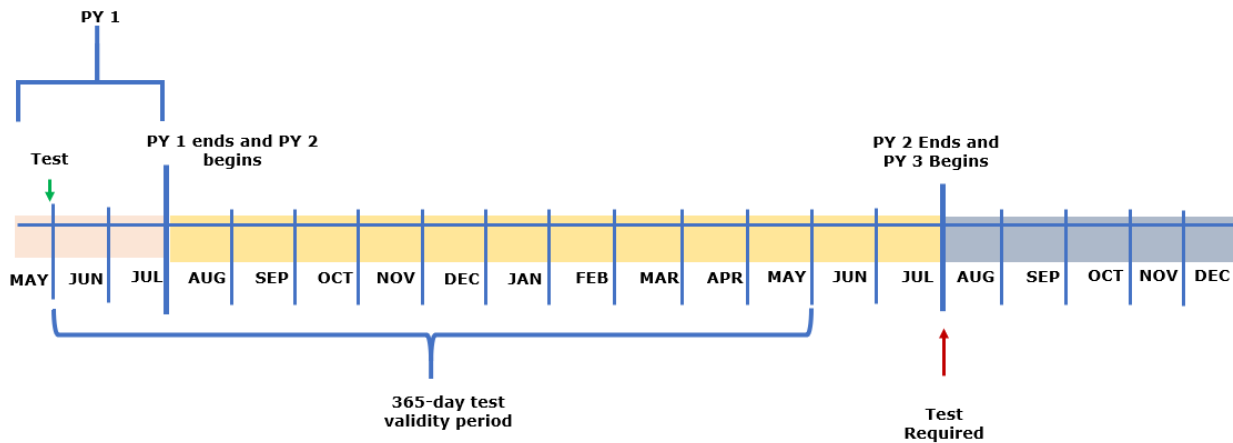 PY 1
PY 1 ends and PY 2
begins
PY 2 Ends and
PY 3 Begins
Test
MAY
JUN
JUL
AUG
SEP
OCT
NOV
DEC
JAN
FEB
MAR
APR
MAY
JUN
JUL
AUG
SEP
OCT
NOV
DEC
365-day test
validity period
Test
Required